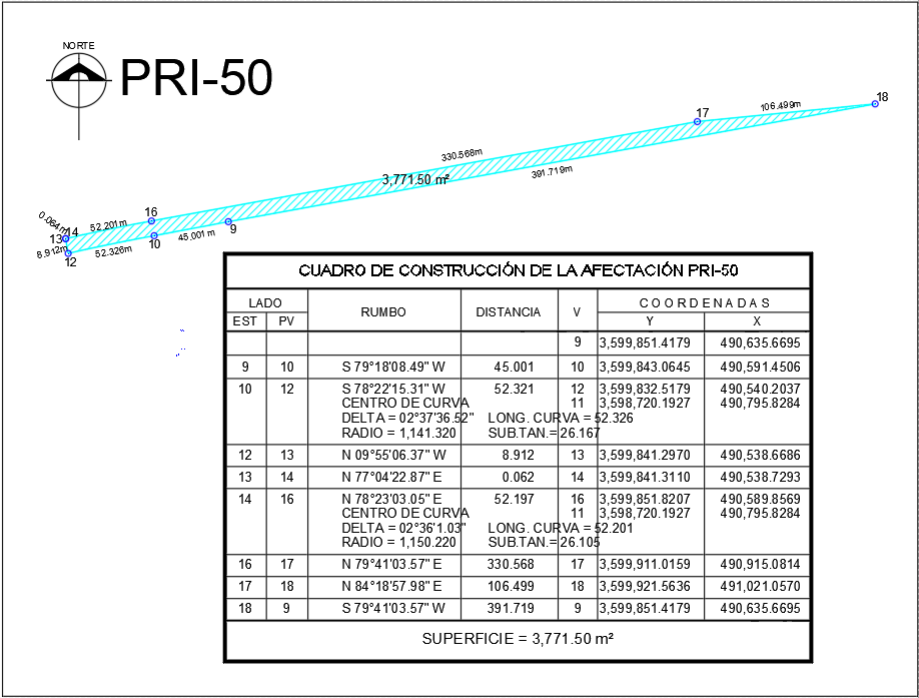 NORTE
PRI-50
18
17
106.499m
330.568m
3,771.50 m²
391.719m
16
52.201m
0.064m
14
13
9
10
45.001 m
8.912m
52.326m
12
CUADRO DE CONSTRUCCIÓN DE LA AFECTACIÓN PRI-50
LADO RUMBO DISTANCIA V COORDENADAS
EST PV Y X
9 3,599,851.4179 490,635.6695
9 10 S 79°18'08.49" W 45.001 10 3,599,843.0645 490,591.4506
10 12 S 78°22'15.31" W 52.321 12 3,599,832.5179 490,540.2037
CENTRO DE CURVA 11 3,598,720.1927 490,795.8284
DELTA = 02°37'36.52" LONG. CURVA = 52.326
RADIO = 1,141.320 SUB.TAN.= 26.167
12 13 N 09°55'06.37" W 8.912 13 3,599,841.2970 490,538.6686
13 14 N 77°04'22.87" E 0.062 14 3,599,841.3110 490,538.7293
14 16 N 78°23'03.05" E 52.197 16 3,599,851.8207 490,589.8569
CENTRO DE CURVA 11 3,598,720.1927 490,795.8284
DELTA = 02°36'1.03" LONG. CURVA = 52.201
RADIO = 1,150.220 SUB.TAN.= 26.105
16 17 N 79°41'03.57" E 330.568 17 3,599,911.0159 490,915.0814
17 18 N 84°18'57.98" E 106.499 18 3,599,921.5636 491,021.0570
18 9 S 79°41'03.57" W 391.719 9 3,599,851.4179 490,635.6695
SUPERFICIE = 3,771.50 m²